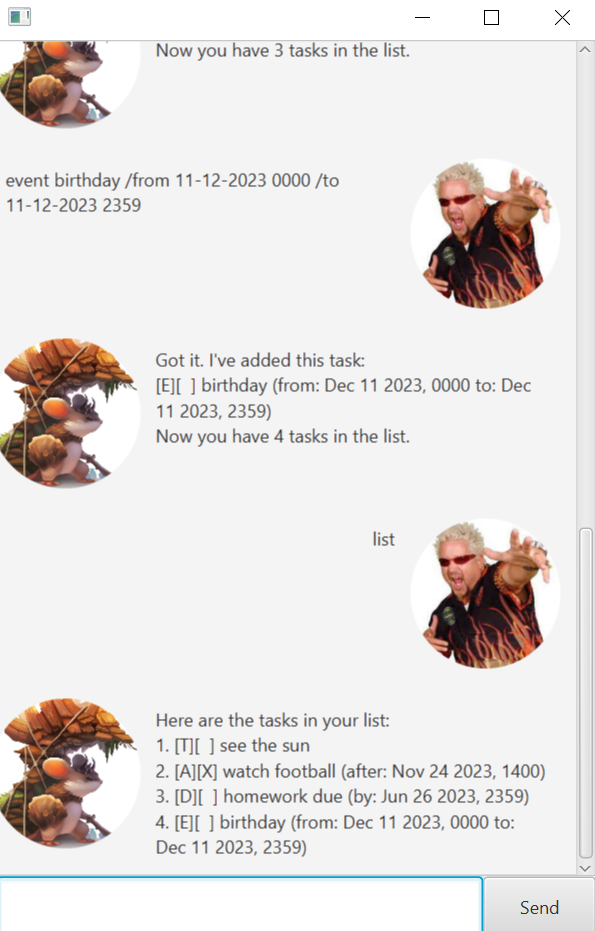 Now you have 3 tasks in the list.
event birthday /from 11-12-2023 0000 /to
11-12-2023 2359
Got it. I've added this task:
[E][  ] birthday (from: Dec 11 2023, 0000 to: Dec
11 2023, 2359)
Now you have 4 tasks in the list.
list
Here are the tasks in your list:
1. [T][  ] see the sun
2. [A][X] watch football (after: Nov 24 2023, 1400)
3. [D][  ] homework due (by: Jun 26 2023, 2359)
4. [E][  ] birthday (from: Dec 11 2023, 0000 to:
Dec 11 2023, 2359)
Send